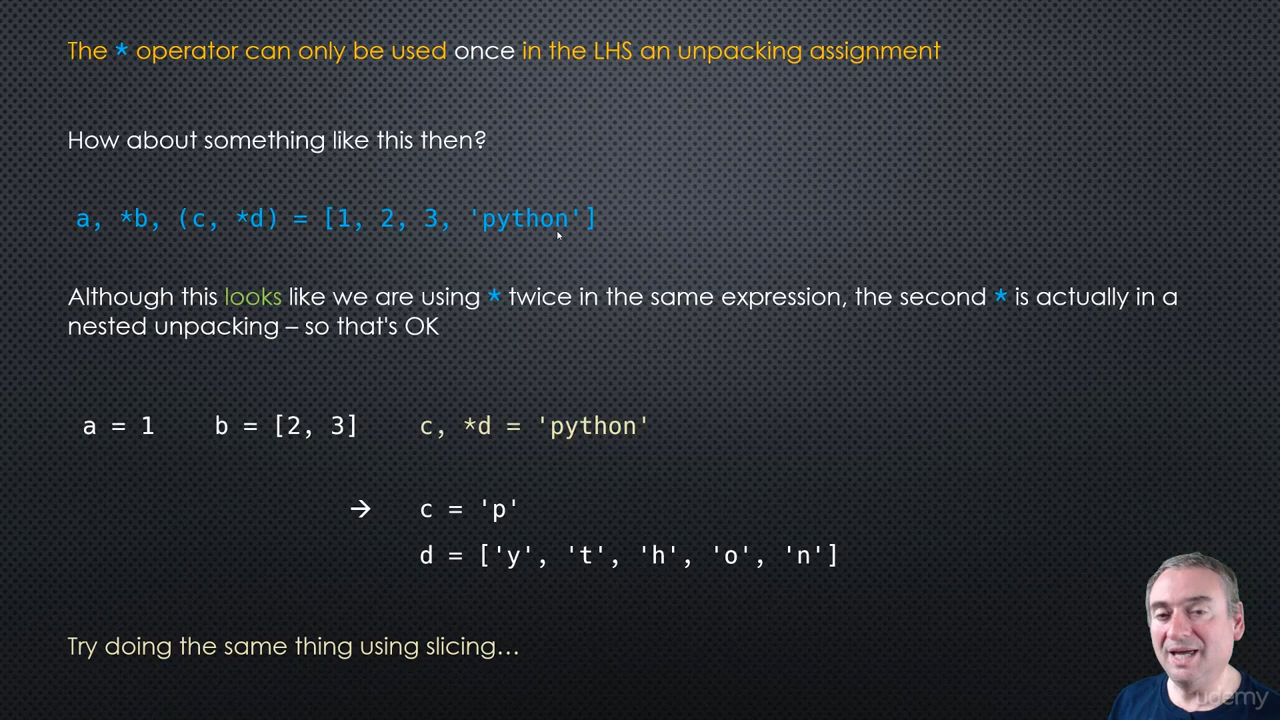 The * operator can only be used once in the LHS an unpacking assignment
How about something like this then?
a, *b, (c, *d) = [1, 2, 3, 'python']
Although this looks like we are using * twice in the same expression, the second * is actually in a
nested unpacking – so that's OK
a = 1 b = [2, 3] c, *d = 'python'
→ c = 'p'
d = ['y', 't', 'h', 'o', 'n']
Try doing the same thing using slicing…
udemy